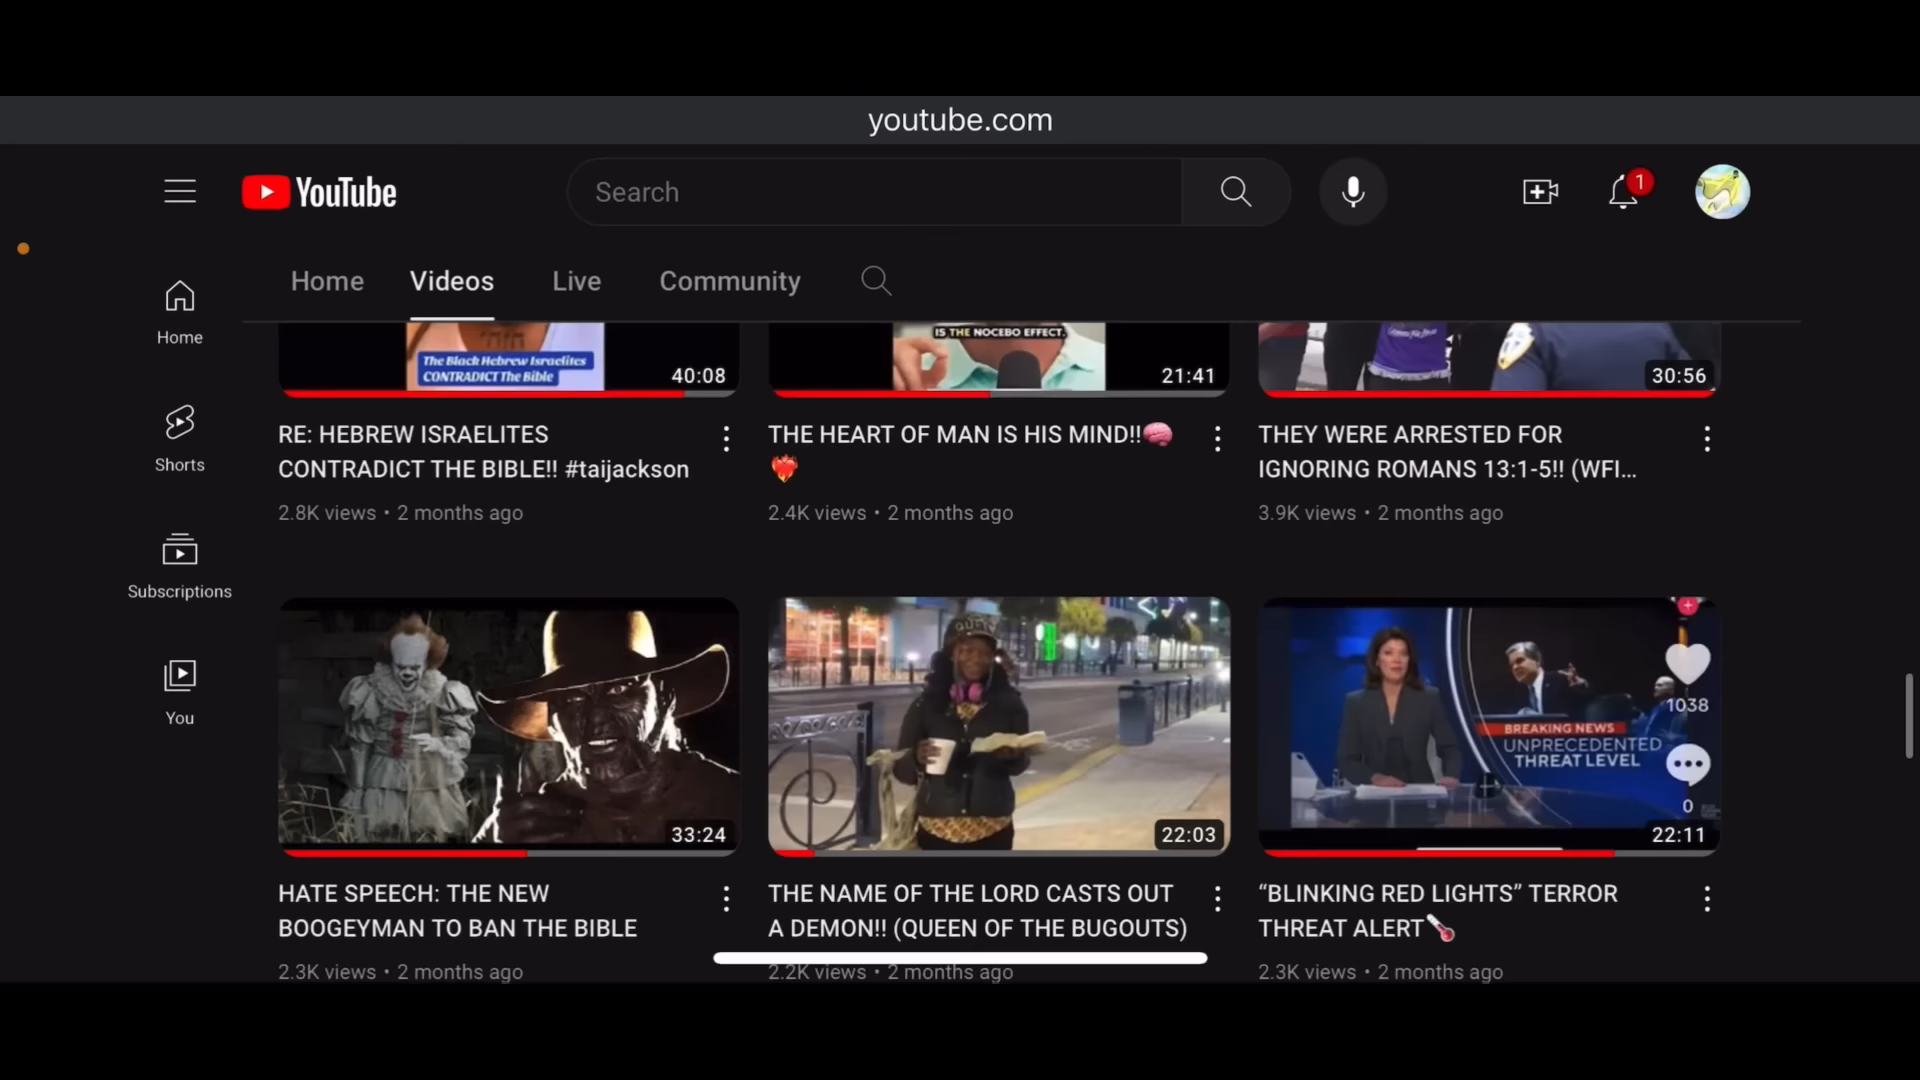 youtube.com
YouTube
Search
1
Home
Videos
Live
Community
Home
Shorts
Subscriptions
You
The Black Hebrew Israelites
CONTRADICT The Bible
40:08
RE: HEBREW ISRAELITES
CONTRADICT THE BIBLE!! #taijackson
2.8K views • 2 months ago
IS THE NOCEBO EFFECT.
21:41
THE HEART OF MAN IS HIS MIND!!🧠
❤️‍🔥
2.4K views • 2 months ago
30:56
THEY WERE ARRESTED FOR
IGNORING ROMANS 13:1-5!! (WFI...
3.9K views • 2 months ago
33:24
HATE SPEECH: THE NEW
BOOGEYMAN TO BAN THE BIBLE
2.3K views • 2 months ago
22:03
THE NAME OF THE LORD CASTS OUT
A DEMON!! (QUEEN OF THE BUGOUTS)
2.2K views • 2 months ago
1038
BREAKING NEWS
UNPRECEDENTED
THREAT LEVEL
0
22:11
“BLINKING RED LIGHTS” TERROR
THREAT ALERT🌡️
2.3K views • 2 months ago